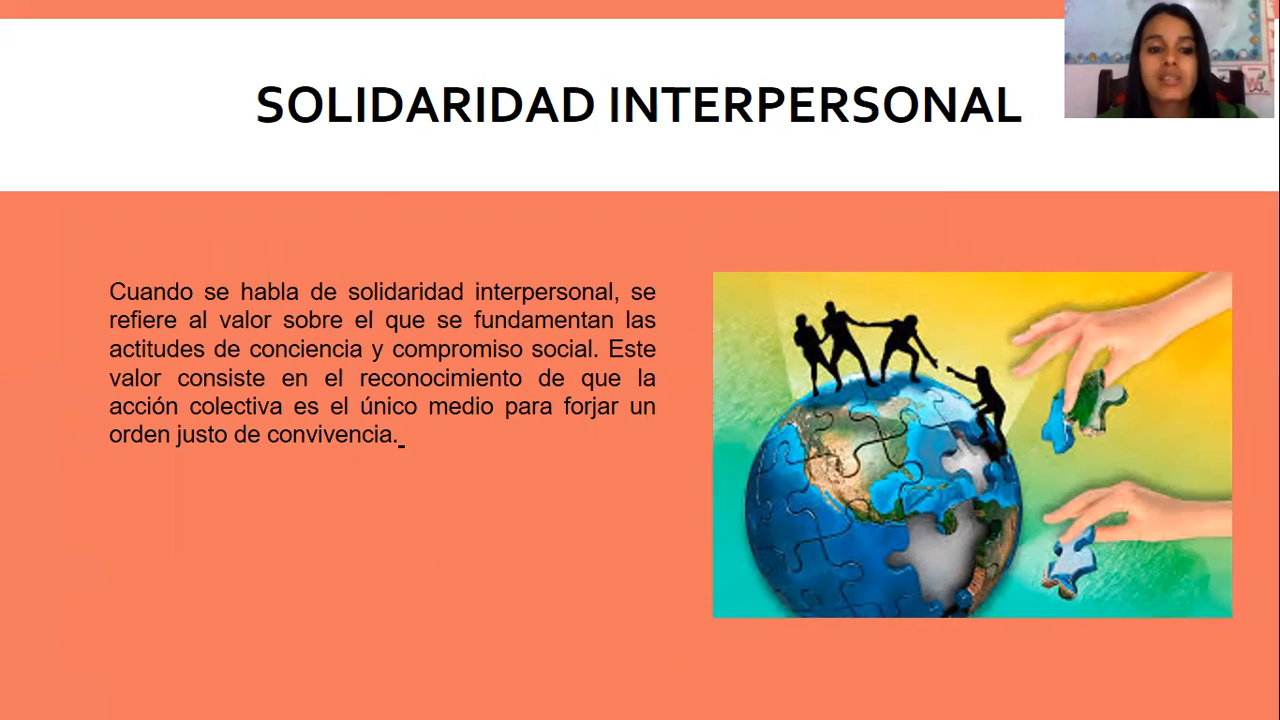 SOLIDARIDAD INTERPERSONAL
Cuando se habla de solidaridad interpersonal, se
refiere al valor sobre el que se fundamentan las
actitudes de conciencia y compromiso social. Este
valor consiste en el reconocimiento de que la
acción colectiva es el único medio para forjar un
orden justo de convivencia.